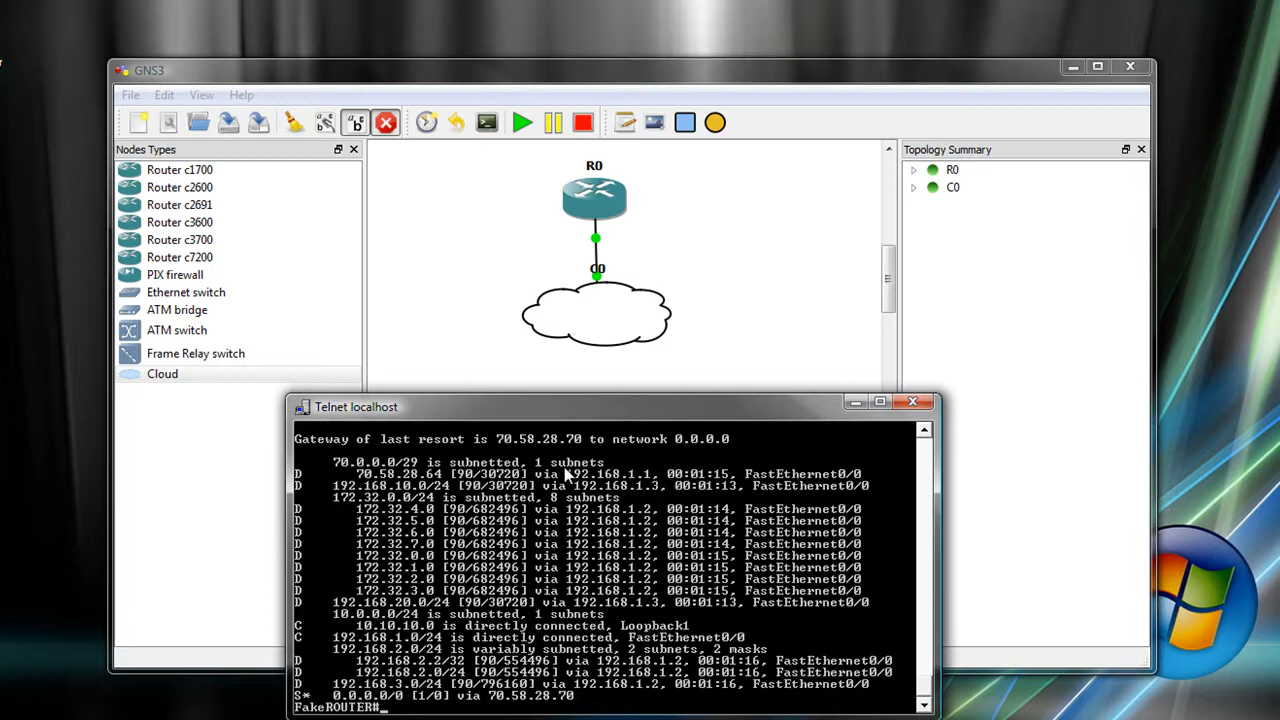 GNS3
File Edit View Help
Nodes Types
Router c1700
Router c2600
Router c2691
Router c3600
Router c3700
Router c7200
PIX firewall
Ethernet switch
ATM bridge
ATM switch
Frame Relay switch
Cloud
R0
C0
Topology Summary
R0
C0
Telnet localhost
Gateway of last resort is 70.58.28.70 to network 0.0.0.0
70.0.0.0/29 is subnetted, 1 subnets
D 70.58.28.64 [90/30720] via 192.168.1.1, 00:01:15, FastEthernet0/0
D 192.168.10.0/24 [90/30720] via 192.168.1.3, 00:01:13, FastEthernet0/0
172.32.0.0/24 is subnetted, 8 subnets
D 172.32.4.0 [90/682496] via 192.168.1.2, 00:01:14, FastEthernet0/0
D 172.32.5.0 [90/682496] via 192.168.1.2, 00:01:14, FastEthernet0/0
D 172.32.6.0 [90/682496] via 192.168.1.2, 00:01:14, FastEthernet0/0
D 172.32.7.0 [90/682496] via 192.168.1.2, 00:01:14, FastEthernet0/0
D 172.32.0.0 [90/682496] via 192.168.1.2, 00:01:15, FastEthernet0/0
D 172.32.1.0 [90/682496] via 192.168.1.2, 00:01:15, FastEthernet0/0
D 172.32.2.0 [90/682496] via 192.168.1.2, 00:01:15, FastEthernet0/0
D 172.32.3.0 [90/682496] via 192.168.1.2, 00:01:15, FastEthernet0/0
D 192.168.20.0/24 [90/30720] via 192.168.1.3, 00:01:13, FastEthernet0/0
10.0.0.0/24 is subnetted, 1 subnets
C 10.10.10.0 is directly connected, Loopback1
C 192.168.1.0/24 is directly connected, FastEthernet0/0
192.168.2.0/24 is variably subnetted, 2 subnets, 2 masks
D 192.168.2.2/32 [90/554496] via 192.168.1.2, 00:01:16, FastEthernet0/0
D 192.168.2.0/24 [90/554496] via 192.168.1.2, 00:01:16, FastEthernet0/0
D 192.168.3.0/24 [90/796160] via 192.168.1.2, 00:01:16, FastEthernet0/0
S* 0.0.0.0/0 [1/0] via 70.58.28.70
FakeROUTER#_